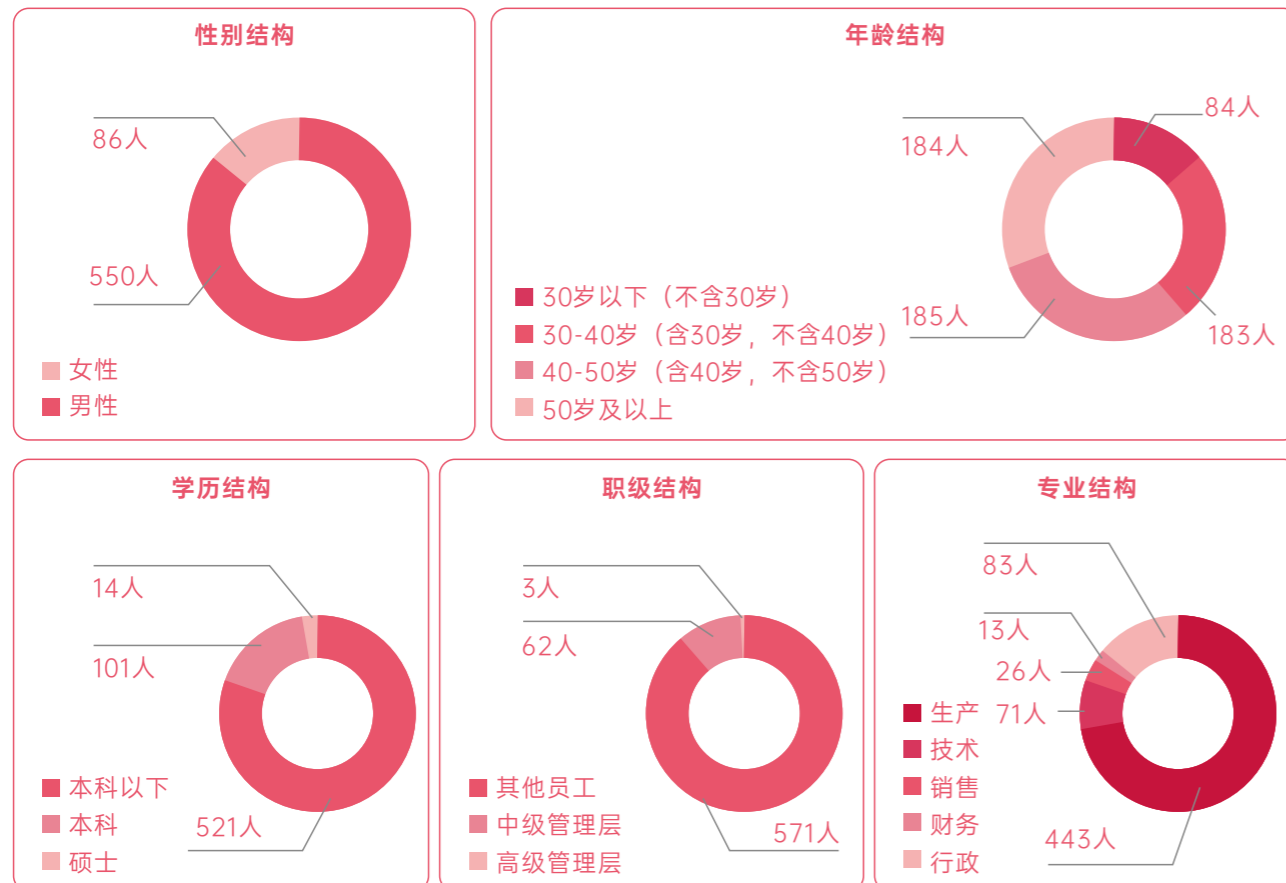 性别结构
86人
550人
女性
男性
年龄结构
84人
184人
185人
183人
30岁以下（不含30岁）
30-40岁（含30岁，不含40岁）
40-50岁（含40岁，不含50岁）
50岁及以上
学历结构
14人
101人
521人
本科以下
本科
硕士
职级结构
3人
62人
571人
其他员工
中级管理层
高级管理层
专业结构
83人
13人
26人
71人
443人
生产
技术
销售
财务
行政